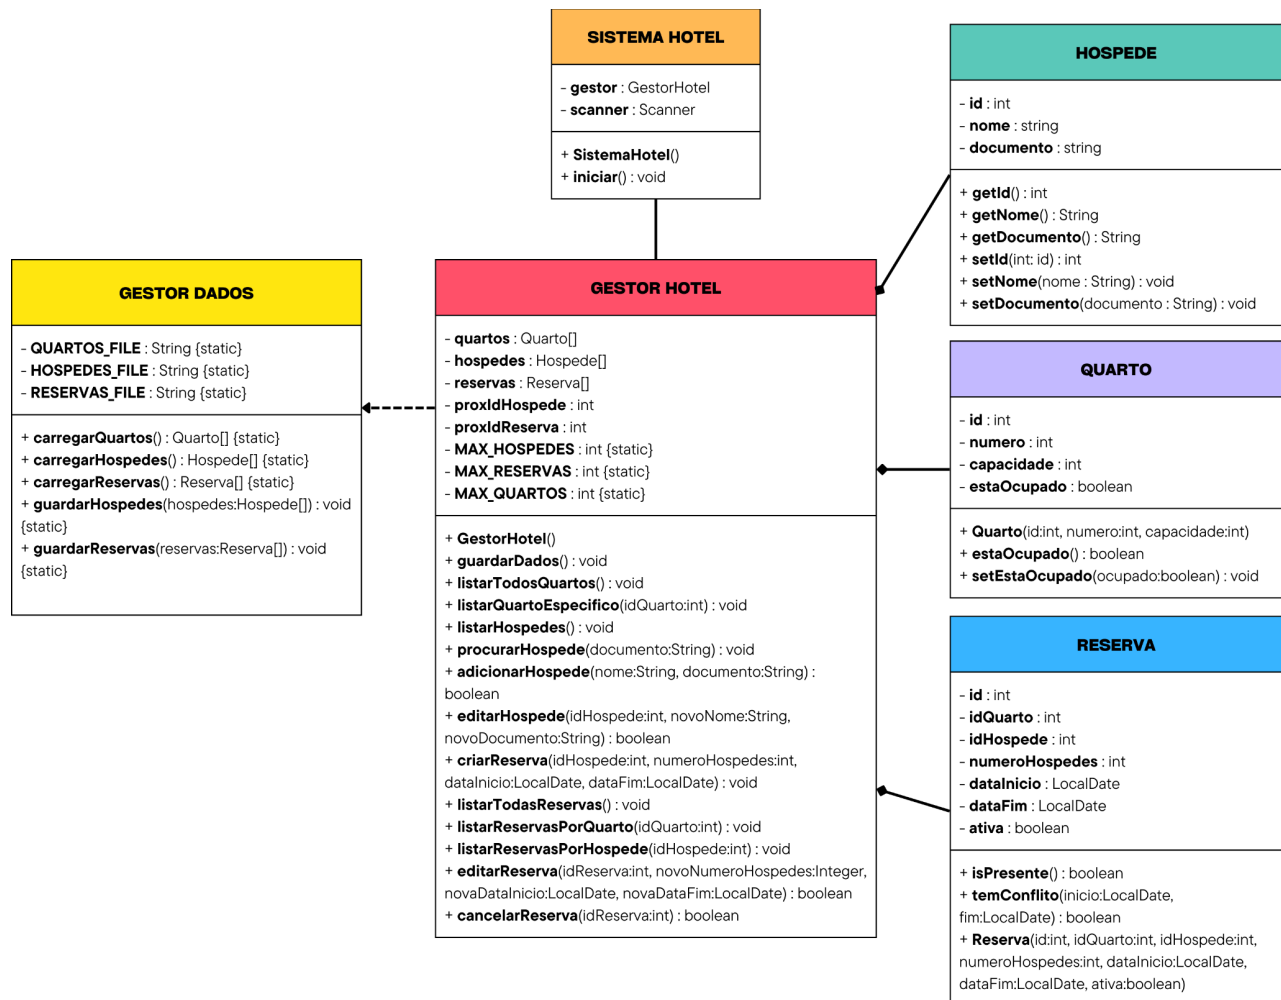 SISTEMA HOTEL
- gestor : GestorHotel
- scanner : Scanner
+ SistemaHotel()
+ iniciar() : void
HOSPEDE
- id : int
- nome : string
- documento : string
+ getId() : int
+ getNome() : String
+ getDocumento() : String
+ setId(int: id) : int
+ setNome(nome : String) : void
+ setDocumento(documento : String) : void
GESTOR DADOS
- QUARTOS_FILE : String {static}
- HOSPEDES_FILE : String {static}
- RESERVAS_FILE : String {static}
+ carregarQuartos() : Quarto[] {static}
+ carregarHospedes() : Hospede[] {static}
+ carregarReservas() : Reserva[] {static}
+ guardarHospedes(hospedes:Hospede[]) : void
{static}
+ guardarReservas(reservas:Reserva[]) : void
{static}
GESTOR HOTEL
- quartos : Quarto[]
- hospedes : Hospede[]
- reservas : Reserva[]
- proxIdHospede : int
- proxIdReserva : int
- MAX_HOSPEDES : int {static}
- MAX_RESERVAS : int {static}
- MAX_QUARTOS : int {static}
+ GestorHotel()
+ guardarDados() : void
+ listarTodosQuartos() : void
+ listarQuartoEspecifico(idQuarto:int) : void
+ listarHospedes() : void
+ procurarHospede(documento:String) : void
+ adicionarHospede(nome:String, documento:String) :
boolean
+ editarHospede(idHospede:int, novoNome:String,
novoDocumento:String) : boolean
+ criarReserva(idHospede:int, numeroHospedes:int,
dataInicio:LocalDate, dataFim:LocalDate) : void
+ listarTodasReservas() : void
+ listarReservasPorQuarto(idQuarto:int) : void
+ listarReservasPorHospede(idHospede:int) : void
+ editarReserva(idReserva:int, novoNumeroHospedes:Integer,
novaDataInicio:LocalDate, novaDataFim:LocalDate) : boolean
+ cancelarReserva(idReserva:int) : boolean
QUARTO
- id : int
- numero : int
- capacidade : int
- estaOcupado : boolean
+ Quarto(id:int, numero:int, capacidade:int)
+ estaOcupado() : boolean
+ setEstaOcupado(ocupado:boolean) : void
RESERVA
- id : int
- idQuarto : int
- idHospede : int
- numeroHospedes : int
- dataInicio : LocalDate
- dataFim : LocalDate
- ativa : boolean
+ isPresente() : boolean
+ temConflito(inicio:LocalDate,
fim:LocalDate) : boolean
+ Reserva(id:int, idQuarto:int, idHospede:int,
numeroHospedes:int, dataInicio:LocalDate,
dataFim:LocalDate, ativa:boolean)